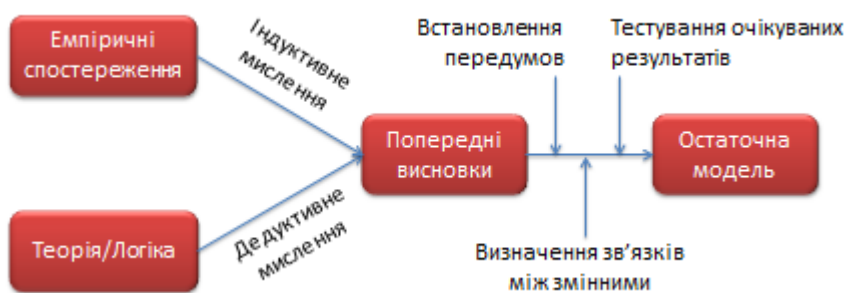 Емпіричні
спостереження
Індуктивне
мислення
Встановлення
передумов
Тестування очікуваних
результатів
Попередні
висновки
Остаточна
модель
Теорія/Логіка
Дедуктивне
мислення
Визначення зв’язків
між змінними